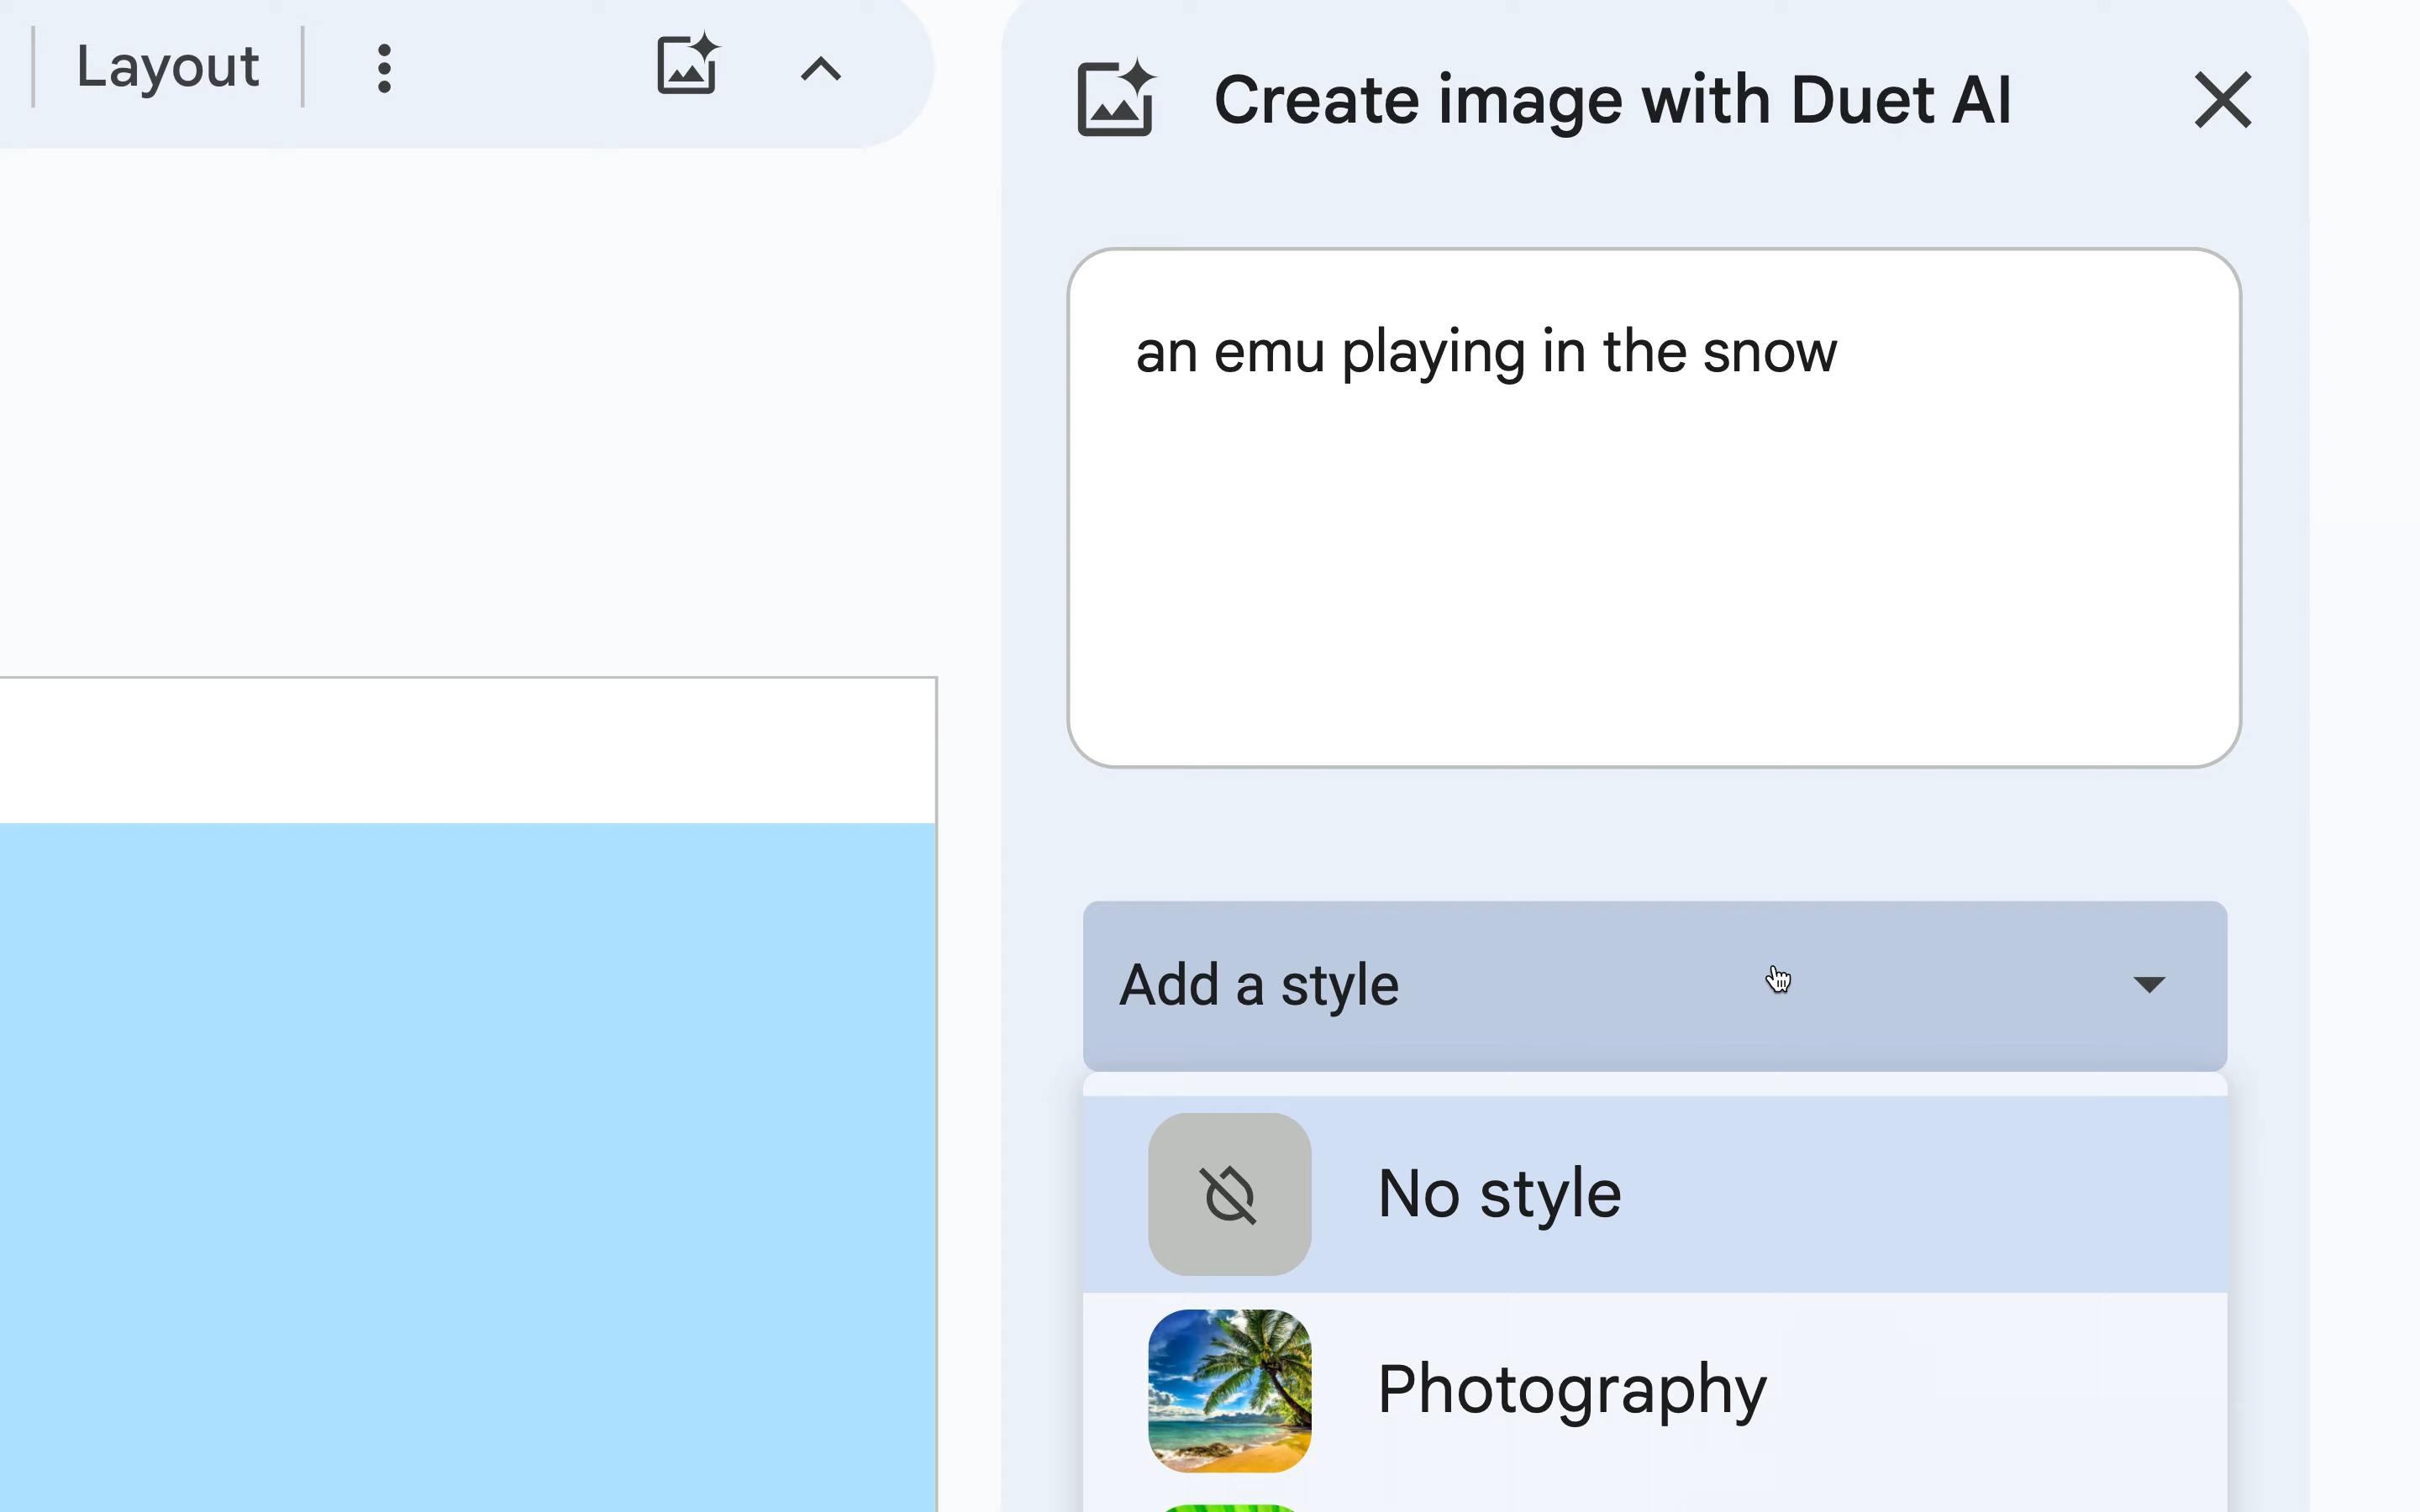 Layout
Create image with Duet AI
an emu playing in the snow
Add a style
No style
Photography